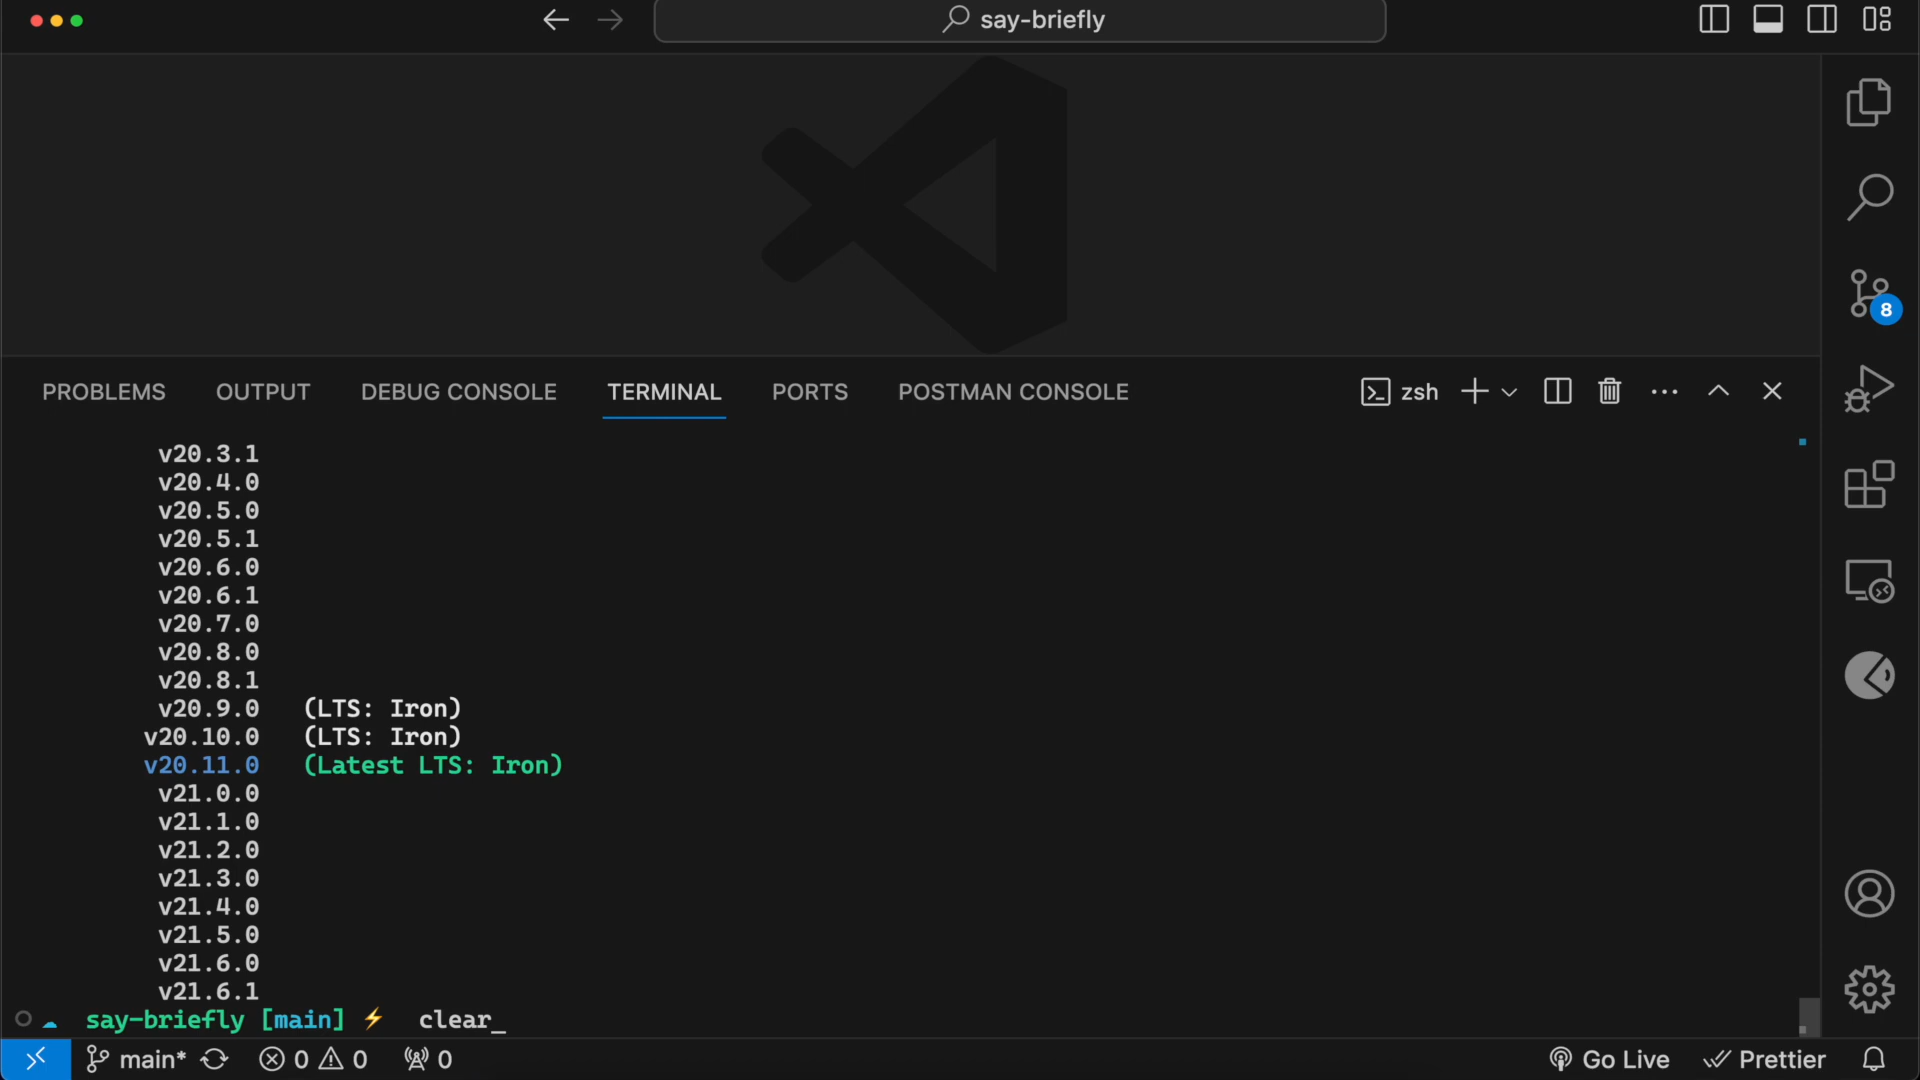 say-briefly
8
PROBLEMS OUTPUT DEBUG CONSOLE TERMINAL PORTS POSTMAN CONSOLE zsh
v20.3.1
v20.4.0
v20.5.0
v20.5.1
v20.6.0
v20.6.1
v20.7.0
v20.8.0
v20.8.1
v20.9.0 (LTS: Iron)
v20.10.0 (LTS: Iron)
v20.11.0 (Latest LTS: Iron)
v21.0.0
v21.1.0
v21.2.0
v21.3.0
v21.4.0
v21.5.0
v21.6.0
v21.6.1
say-briefly [main] ⚡ clear_
main* 0 0 0 Go Live Prettier